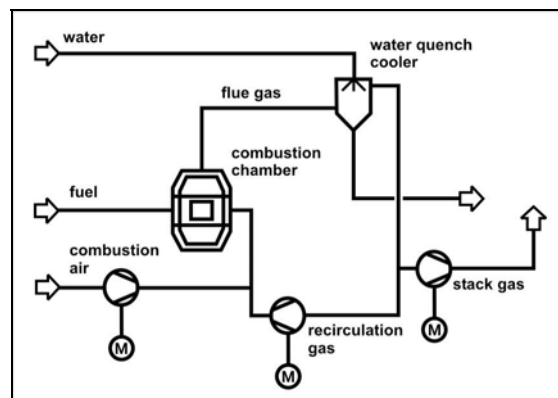 water
water quench
cooler
flue gas
combustion
chamber
fuel
combustion
air
stack gas
recirculation
gas
M
M
M